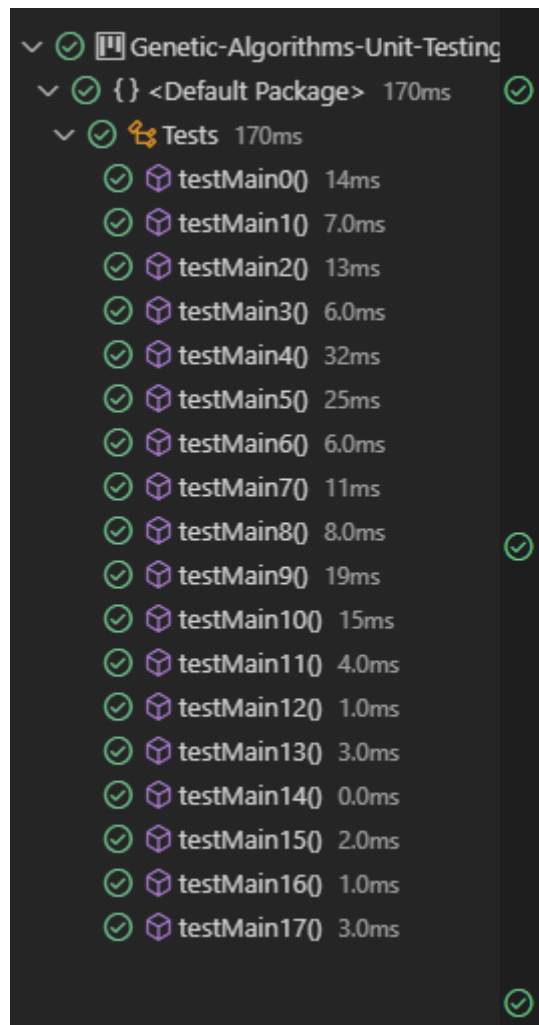 Genetic-Algorithms-Unit-Testing
{} <Default Package> 170ms
Tests 170ms
testMain0() 14ms
testMain1() 7.0ms
testMain2() 13ms
testMain3() 6.0ms
testMain4() 32ms
testMain5() 25ms
testMain6() 6.0ms
testMain7() 11ms
testMain8() 8.0ms
testMain9() 19ms
testMain10() 15ms
testMain11() 4.0ms
testMain12() 1.0ms
testMain13() 3.0ms
testMain14() 0.0ms
testMain15() 2.0ms
testMain16() 1.0ms
testMain17() 3.0ms